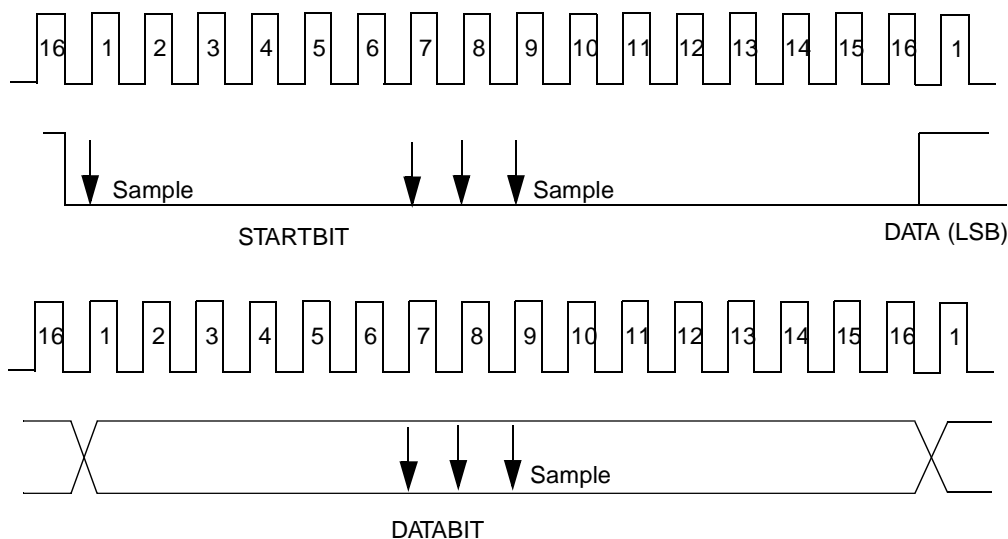 16 1 2 3 4 5 6 7 8 9 10 11 12 13 14 15 16 1
Sample Sample
STARTBIT DATA (LSB)
16 1 2 3 4 5 6 7 8 9 10 11 12 13 14 15 16 1
Sample
DATABIT